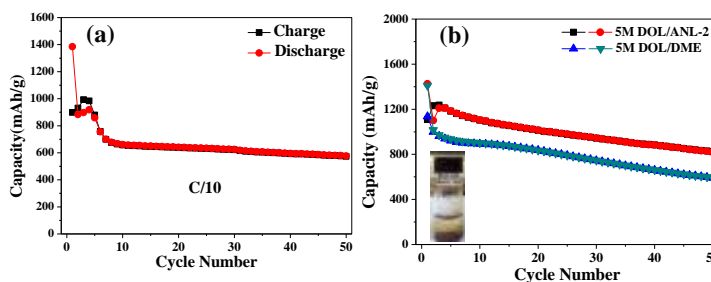 (a)
Charge
Discharge
Capacity(mAh/g)
1600
1400
1200
1000
800
600
400
200
0
C/10
0 10 20 30 40 50
Cycle Number
(b)
5M DOL/ANL-2
5M DOL/DME
Capacity (mAh/g)
2000
1600
1200
800
400
0
0 10 20 30 40 5
Cycle Number